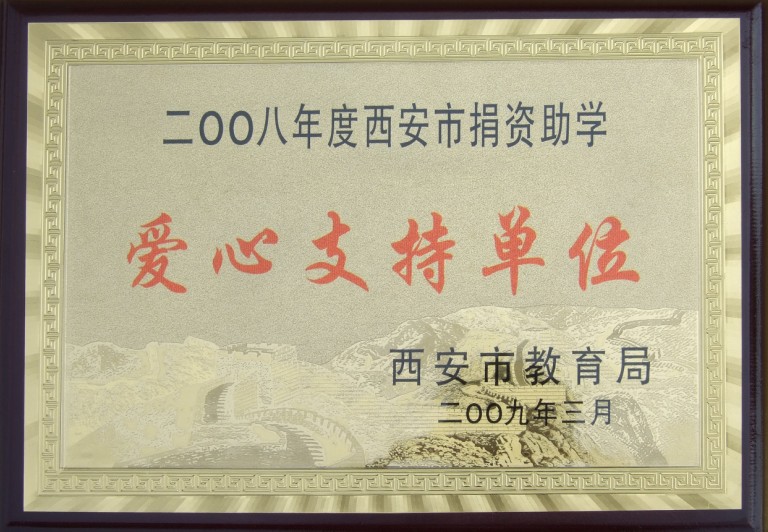 二OO八年度西安市捐资助学
爱心支持单位
西安市教育局
二OO九年三月